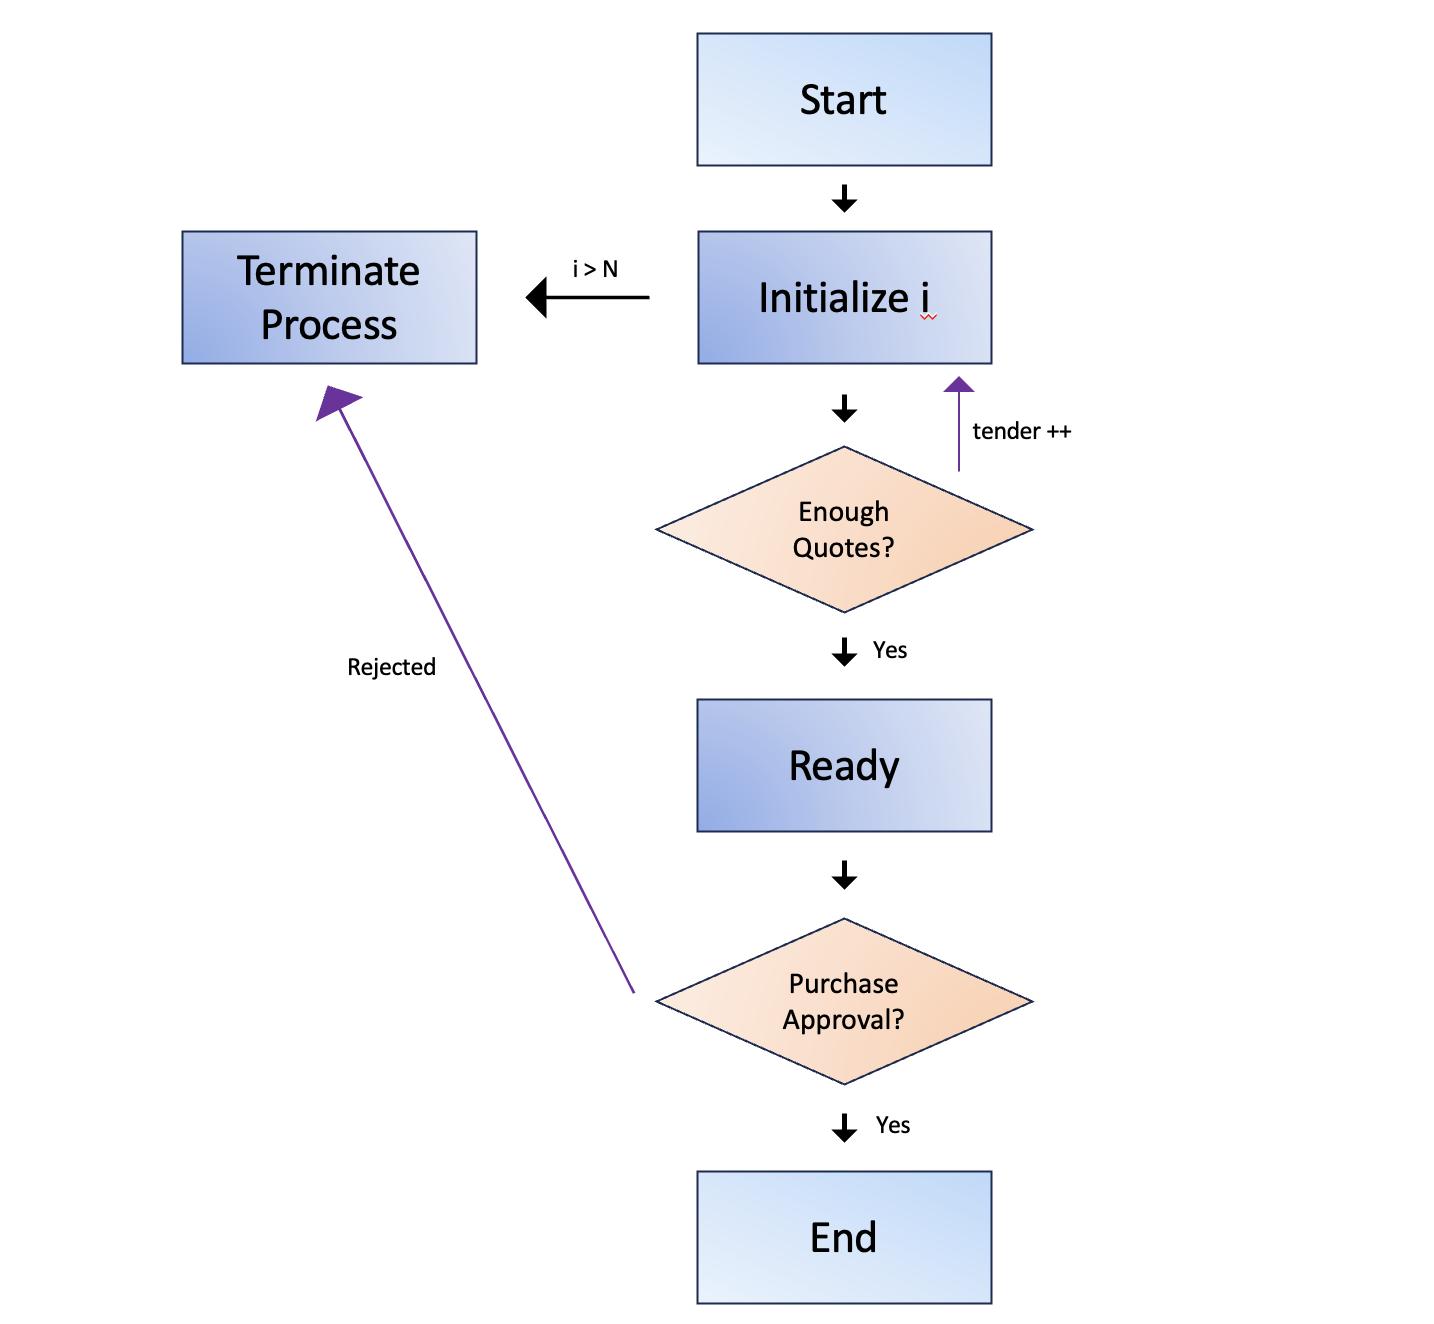 Start
Terminate
Process
i > N
Initialize i
tender ++
Enough
Quotes?
Yes
Rejected
Ready
Purchase
Approval?
Yes
End